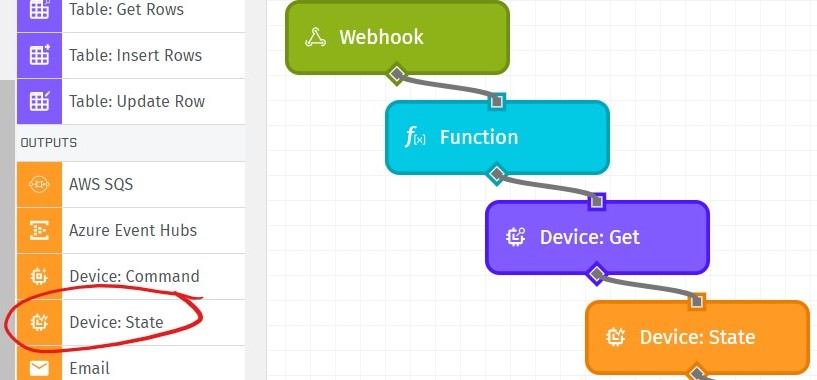 Table: Get Rows
Table: Insert Rows
Table: Update Row
OUTPUTS
AWS SQS
Azure Event Hubs
Device: Command
Device: State
Email
Webhook
f[x] Function
Device: Get
Device: State